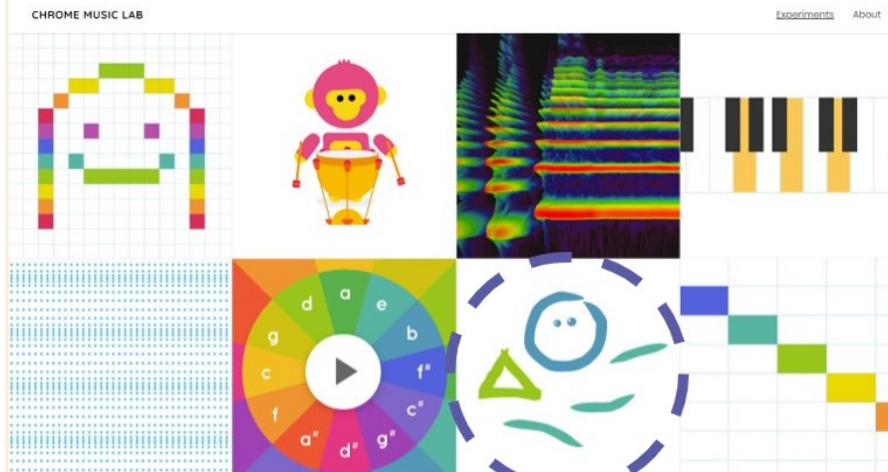 CHROME MUSIC LAB
Experiments About
a
e
b
f#
c#
g#
d#
a#
f
c
g
d